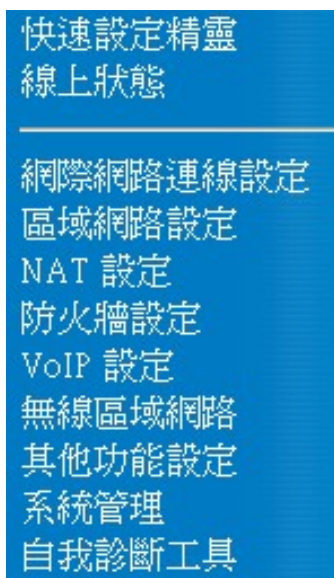 快速設定精靈
線上狀態
網際網路連線設定
區域網路設定
NAT 設定
防火牆設定
VoIP 設定
無線區域網路
其他功能設定
系統管理
自我診斷工具